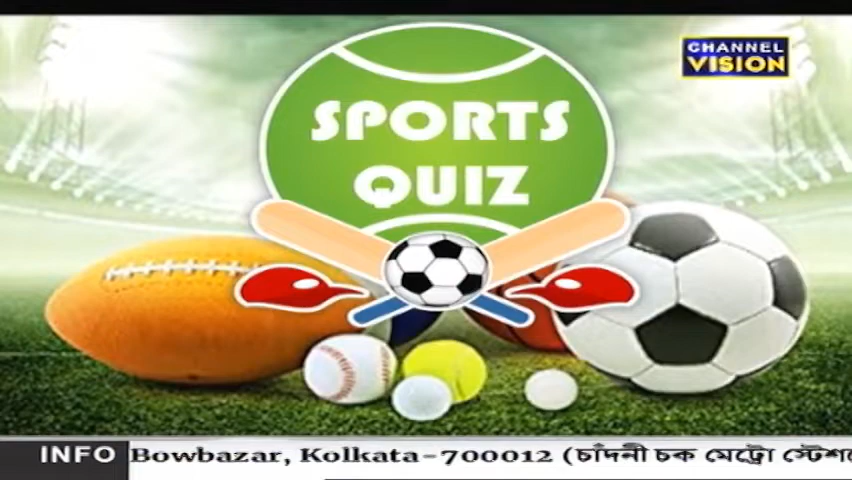 CHANNEL
VISION
SPORTS
QUIZ
INFO
Bowbazar, Kolkata-700012 (চাঁদনী চক মেট্রো